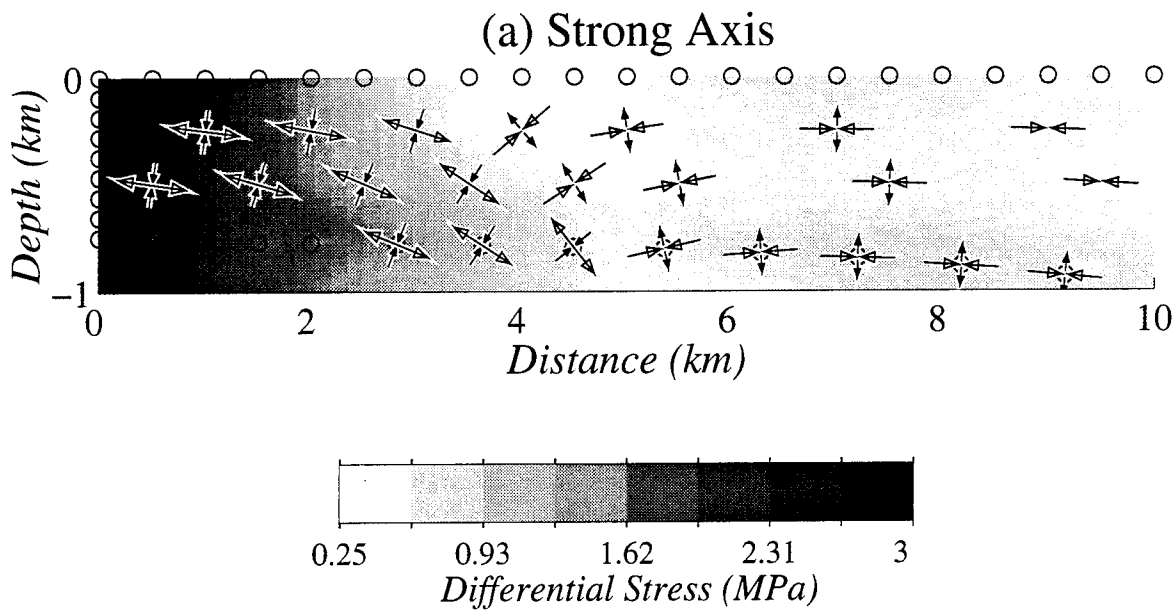 (a) Strong Axis
0
Depth (km)
−1
0 2 4 6 8 10
Distance (km)
0.25 0.93 1.62 2.31 3
Differential Stress (MPa)